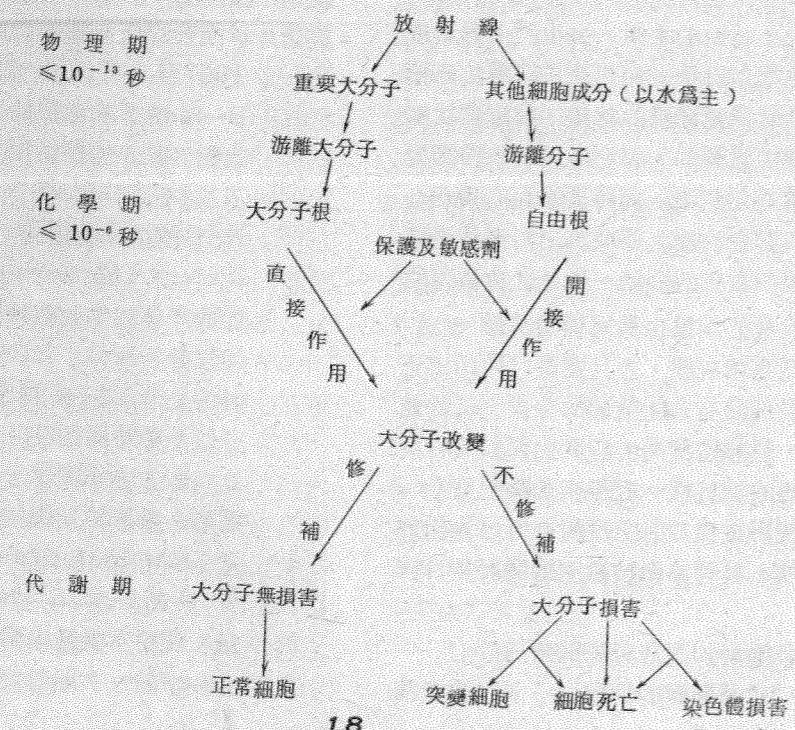 放射線
物理期
≤10⁻¹³秒
重要大分子
其他細胞成分（以水爲主）
游離大分子
游離分子
化學期
≤ 10⁻⁶秒
大分子根
自由根
保護及敏感劑
直接作用
開接作用
大分子改變
修補
不修補
代謝期
大分子無損害
大分子損害
正常細胞
突變細胞
細胞死亡
染色體損害
18